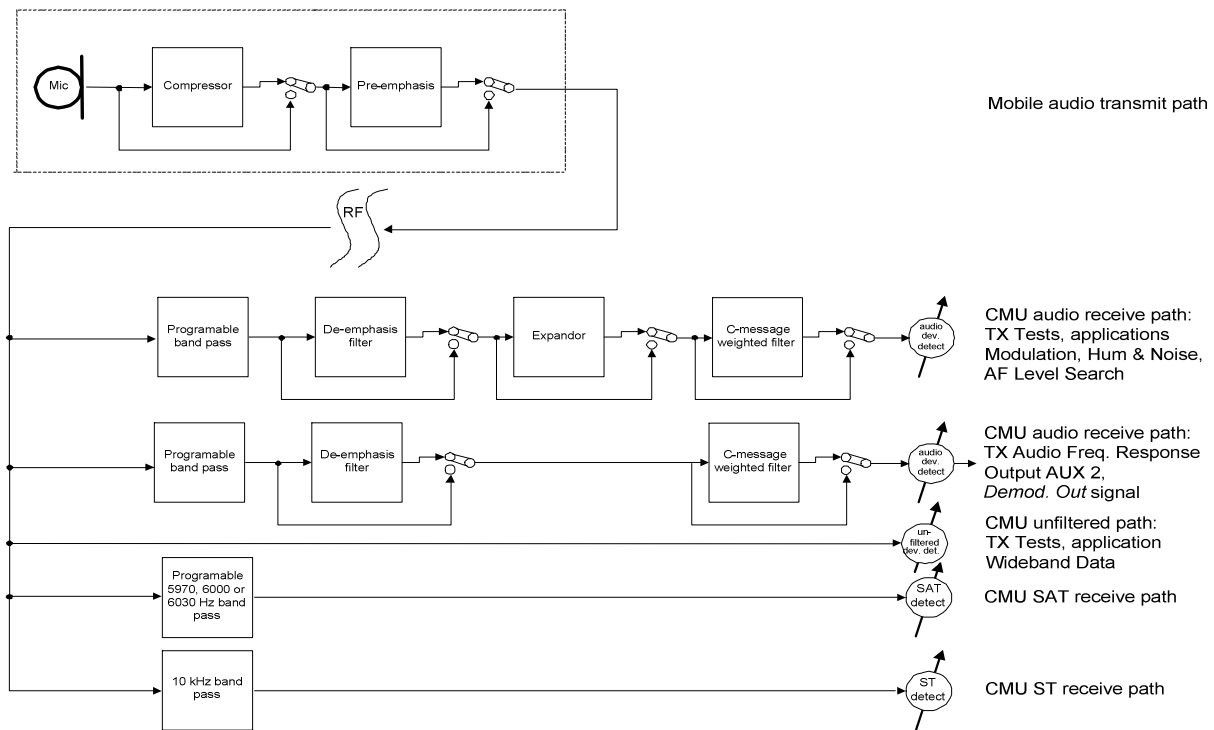 Mic
Compressor
Pre-emphasis
Mobile audio transmit path
RF
Programable
band pass
De-emphasis
filter
Expandor
C-message
weighted filter
audio
dev.
detect
CMU audio receive path:
TX Tests, applications
Modulation, Hum & Noise,
AF Level Search
Programable
band pass
De-emphasis
filter
C-message
weighted filter
audio
dev.
detect
CMU audio receive path:
TX Audio Freq. Response
Output AUX 2,
Demod. Out signal
un-
filtered
dev. det.
CMU unfiltered path:
TX Tests, application
Wideband Data
Programable
5970, 6000 or
6030 Hz band
pass
SAT
detect
CMU SAT receive path
10 kHz band
pass
ST
detect
CMU ST receive path